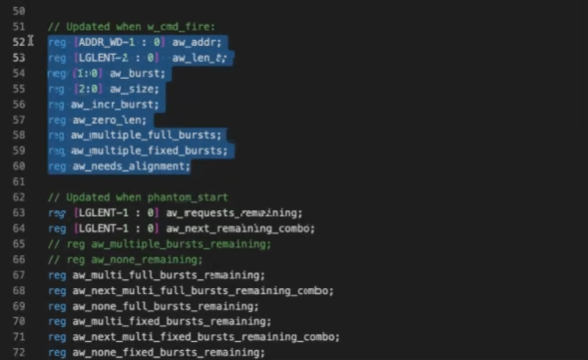 50
51 // Updated when w_cmd_fire:
52 reg [ADDR_WD-1 : 0] aw_addr;
53 reg [LGLENT-1 : 0] aw_len_t;
54 reg [1:0] aw_burst;
55 reg [2:0] aw_size;
56 reg aw_incr_burst;
57 reg aw_zero_len;
58 reg aw_multiple_full_bursts;
59 reg aw_multiple_fixed_bursts;
60 reg aw_needs_alignment;
61
62 // Updated when phantom_start
63 reg [LGLENT-1 : 0] aw_requests_remaining;
64 reg [LGLENT-1 : 0] aw_next_remaining_combo;
65 // reg aw_multiple_bursts_remaining;
66 // reg aw_none_remaining;
67 reg aw_multi_full_bursts_remaining;
68 reg aw_next_multi_full_bursts_remaining_combo;
69 reg aw_none_full_bursts_remaining;
70 reg aw_multi_fixed_bursts_remaining;
71 reg aw_next_multi_fixed_bursts_remaining_combo;
72 reg aw_none_fixed_bursts_remaining;